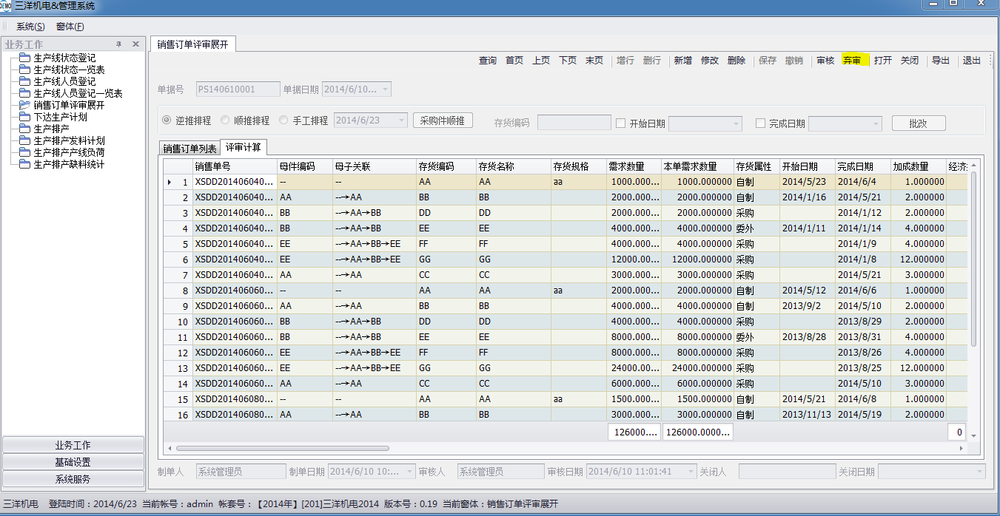 三洋机电&管理系统
系统(S) 窗体(F)
业务工作
生产线状态登记
生产线状态一览表
生产线人员登记
生产线人员登记一览表
销售订单评审展开
下达生产计划
生产排产
生产排产发料计划
生产排产产线负荷
生产排产缺料统计
业务工作
基础设置
系统服务
销售订单评审展开
查询 首页 上页 下页 末页 增行 删行 新增 修改 删除 保存 撤销 审核 弃审 打开 关闭 导出 退出
单据号 PS140610001 单据日期 2014/6/10...
逆推排程 顺推排程 手工排程 2014/6/23 采购件顺推 存货编码 开始日期 完成日期 批改
销售订单列表 评审计算
销售单号 母件编码 母子关联 存货编码 存货名称 存货规格 需求数量 本单需求数量 存货属性 开始日期 完成日期 加成数量
1 XSDD201406040... -- -- AA AA aa 1000.000... 1000.000000 自制 2014/5/23 2014/6/4 1.000000
2 XSDD201406040... AA --→AA BB BB 2000.000... 2000.000000 自制 2014/1/16 2014/5/21 2.000000
3 XSDD201406040... BB --→AA→BB DD DD 2000.000... 2000.000000 采购 2014/1/12 2.000000
4 XSDD201406040... BB --→AA→BB EE EE 4000.000... 4000.000000 委外 2014/1/11 2014/1/14 4.000000
5 XSDD201406040... EE --→AA→BB→EE FF FF 4000.000... 4000.000000 采购 2014/1/9 4.000000
6 XSDD201406040... EE --→AA→BB→EE GG GG 12000.00... 12000.000000 采购 2014/1/8 12.000000
7 XSDD201406040... AA --→AA CC CC 3000.000... 3000.000000 采购 2014/5/21 3.000000
8 XSDD201406060... -- -- AA AA aa 2000.000... 2000.000000 自制 2014/5/12 2014/6/6 1.000000
9 XSDD201406060... AA --→AA BB BB 4000.000... 4000.000000 自制 2013/9/2 2014/5/10 2.000000
10 XSDD201406060... BB --→AA→BB DD DD 4000.000... 4000.000000 采购 2013/8/29 2.000000
11 XSDD201406060... BB --→AA→BB EE EE 8000.000... 8000.000000 委外 2013/8/28 2013/8/31 4.000000
12 XSDD201406060... EE --→AA→BB→EE FF FF 8000.000... 8000.000000 采购 2013/8/26 4.000000
13 XSDD201406060... EE --→AA→BB→EE GG GG 24000.00... 24000.000000 采购 2013/8/25 12.000000
14 XSDD201406060... AA --→AA CC CC 6000.000... 6000.000000 采购 2014/5/10 3.000000
15 XSDD201406080... -- -- AA AA aa 1500.000... 1500.000000 自制 2014/5/21 2014/6/8 1.000000
16 XSDD201406080... AA --→AA BB BB 3000.000... 3000.000000 自制 2013/11/13 2014/5/19 2.000000
126000.... 126000.0000... 0
制单人 系统管理员 制单日期 2014/6/10 10:... 审核人 系统管理员 审核日期 2014/6/10 11:01:41 关闭人 关闭日期
三洋机电 登陆时间：2014/6/23 当前帐号：admin 帐套号：【2014年】[201]三洋机电2014 版本号：0.19 当前窗体：销售订单评审展开